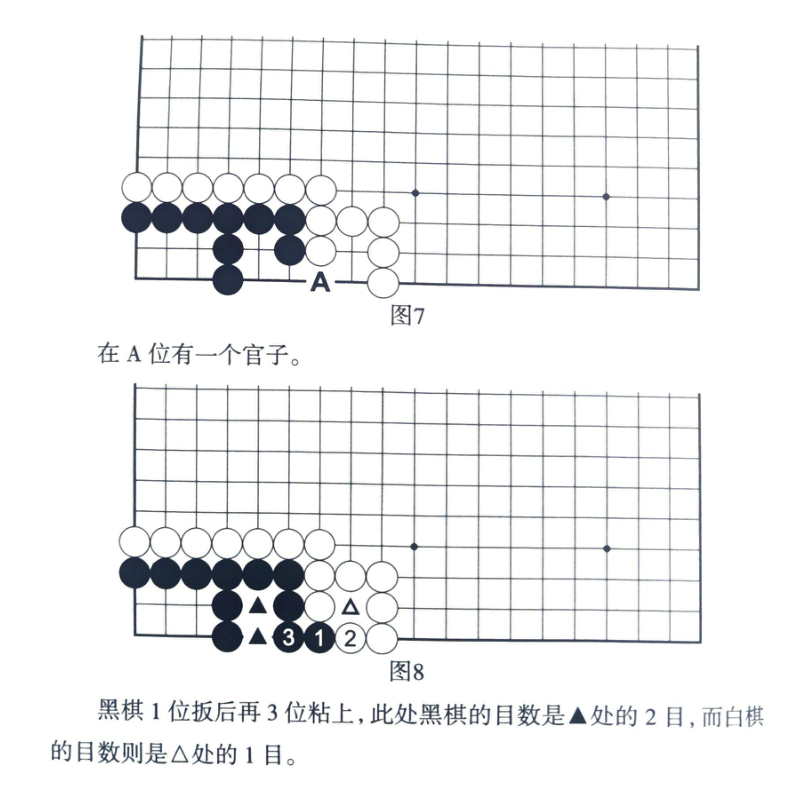 A
图7
在 A 位有一个官子。
3 1 2
图8
黑棋 1 位扳后再 3 位粘上，此处黑棋的目数是▲处的 2 目，而白棋
的目数则是△处的 1 目。